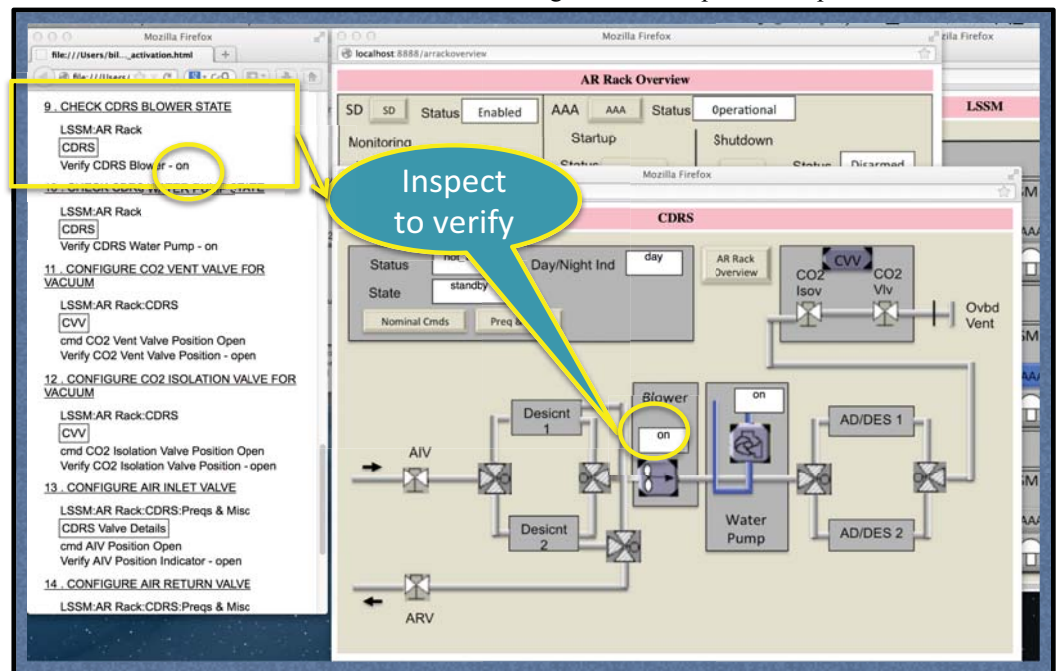 Mozilla Firefox
file:///Users/bil..._activation.html
9 . CHECK CDRS BLOWER STATE
LSSM:AR Rack
CDRS
Verify CDRS Blower - on
LSSM:AR Rack
CDRS
Verify CDRS Water Pump - on
11 . CONFIGURE CO2 VENT VALVE FOR
VACUUM
LSSM:AR Rack:CDRS
CVV
cmd CO2 Vent Valve Position Open
Verify CO2 Vent Valve Position - open
12 . CONFIGURE CO2 ISOLATION VALVE FOR
VACUUM
LSSM:AR Rack:CDRS
CVV
cmd CO2 Isolation Valve Position Open
Verify CO2 Isolation Valve Position - open
13 . CONFIGURE AIR INLET VALVE
LSSM:AR Rack:CDRS:Preqs & Misc
CDRS Valve Details
cmd AIV Position Open
Verify AIV Position Indicator - open
14 . CONFIGURE AIR RETURN VALVE
LSSM:AR Rack:CDRS:Preqs & Misc
Mozilla Firefox
localhost:8888/arrackoverview
AR Rack Overview
SD SD Status Enabled
AAA AAA Status Operational
Monitoring
Startup
Shutdown
Status Disarmed
zilla Firefox
LSSM
Inspect
to verify
Mozilla Firefox
CDRS
Status
Day/Night Ind day
State standby
Nominal Cmds Preq &
AR Rack
Overview
CVV
CO2
Isov
CO2
Vlv
Ovbd
Vent
Blower
on
on
Water
Pump
Desicnt
1
Desicnt
2
AIV
ARV
AD/DES 1
AD/DES 2